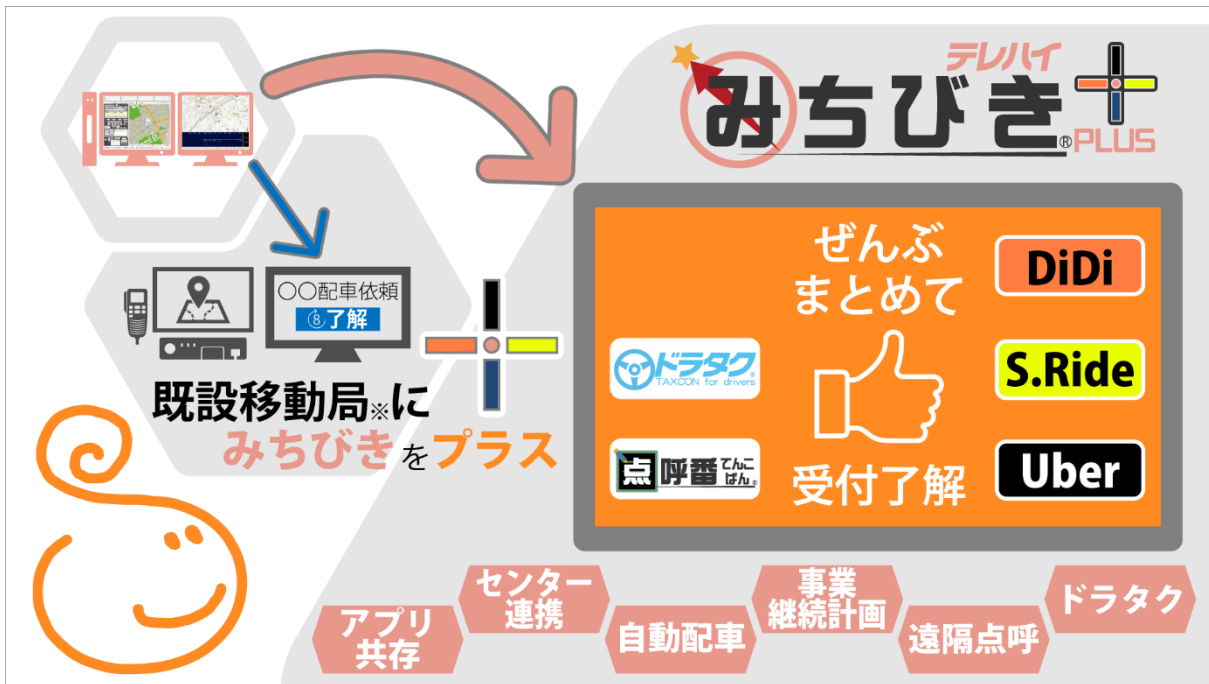 テレハイ
みちびき®PLUS
〇〇配車依頼
⑧了解
既設移動局※に
みちびきをプラス
ぜんぶ
まとめて
受付了解
ドラタク®
TAXCON for drivers
点呼番てんこ
ばん®
DiDi
S.Ride
Uber
アプリ
共存
センター
連携
自動配車
事業
継続計画
遠隔点呼
ドラタク